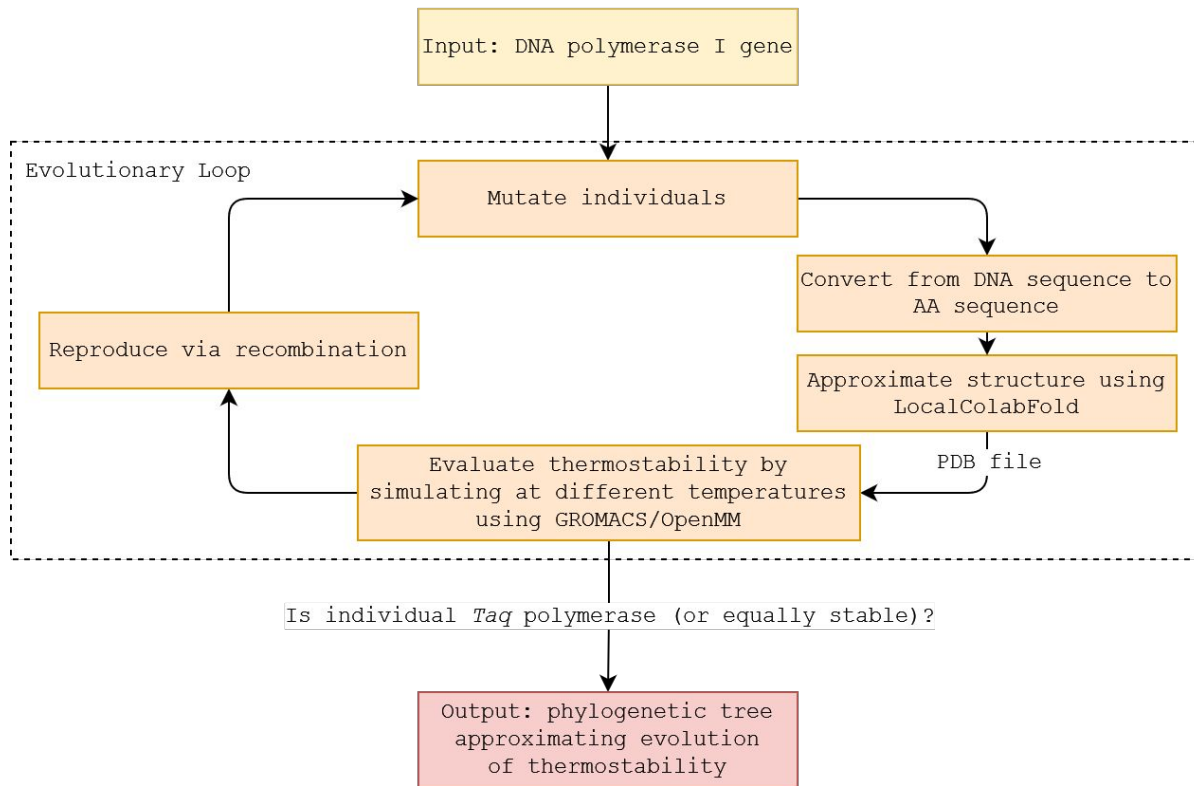 Input: DNA polymerase I gene
Evolutionary Loop
Mutate individuals
Convert from DNA sequence to
AA sequence
Reproduce via recombination
Approximate structure using
LocalColabFold
PDB file
Evaluate thermostability by
simulating at different temperatures
using GROMACS/OpenMM
Is individual Taq polymerase (or equally stable)?
Output: phylogenetic tree
approximating evolution
of thermostability